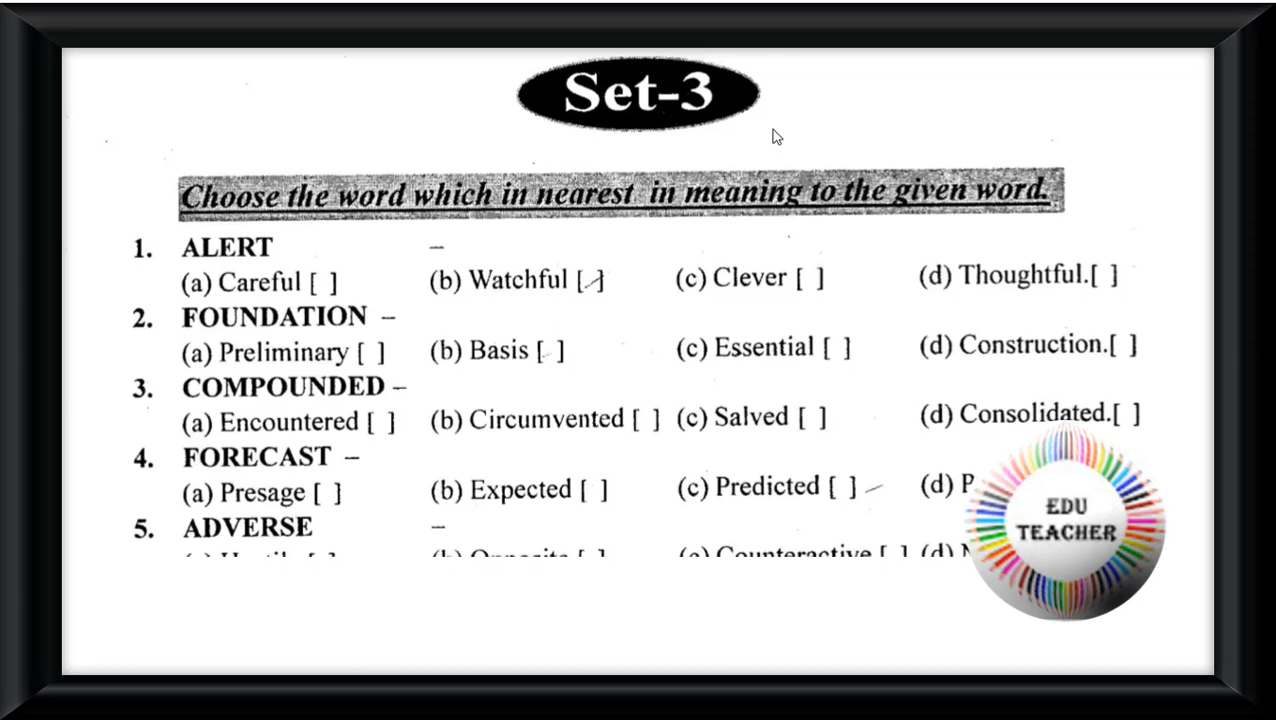 Set-3
Choose the word which in nearest in meaning to the given word.
1. ALERT –
(a) Careful [ ] (b) Watchful [ ] (c) Clever [ ] (d) Thoughtful.[ ]
2. FOUNDATION –
(a) Preliminary [ ] (b) Basis [ ] (c) Essential [ ] (d) Construction.[ ]
3. COMPOUNDED –
(a) Encountered [ ] (b) Circumvented [ ] (c) Salved [ ] (d) Consolidated.[ ]
4. FORECAST –
(a) Presage [ ] (b) Expected [ ] (c) Predicted [ ] (d) P
5. ADVERSE –
(b) Opposite [ ] (c) Counteractive [ ] (d)
EDU
TEACHER